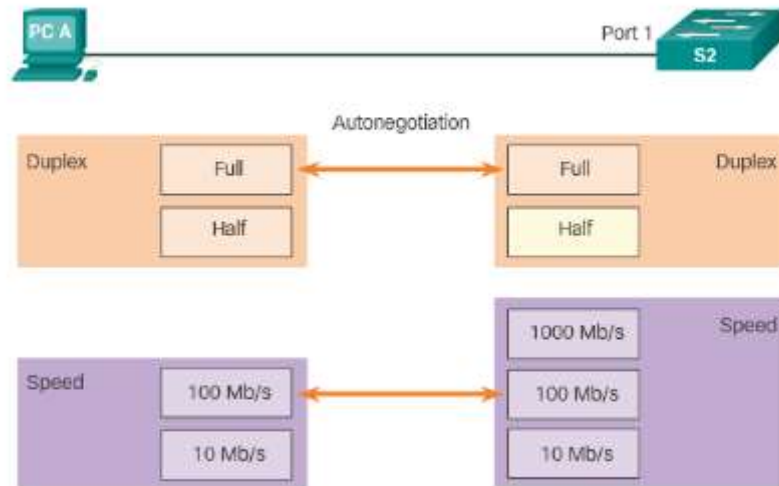 PC A
Port 1
S2
Autonegotiation
Duplex
Full
Half
Full
Half
Duplex
Speed
100 Mb/s
10 Mb/s
1000 Mb/s
100 Mb/s
10 Mb/s
Speed